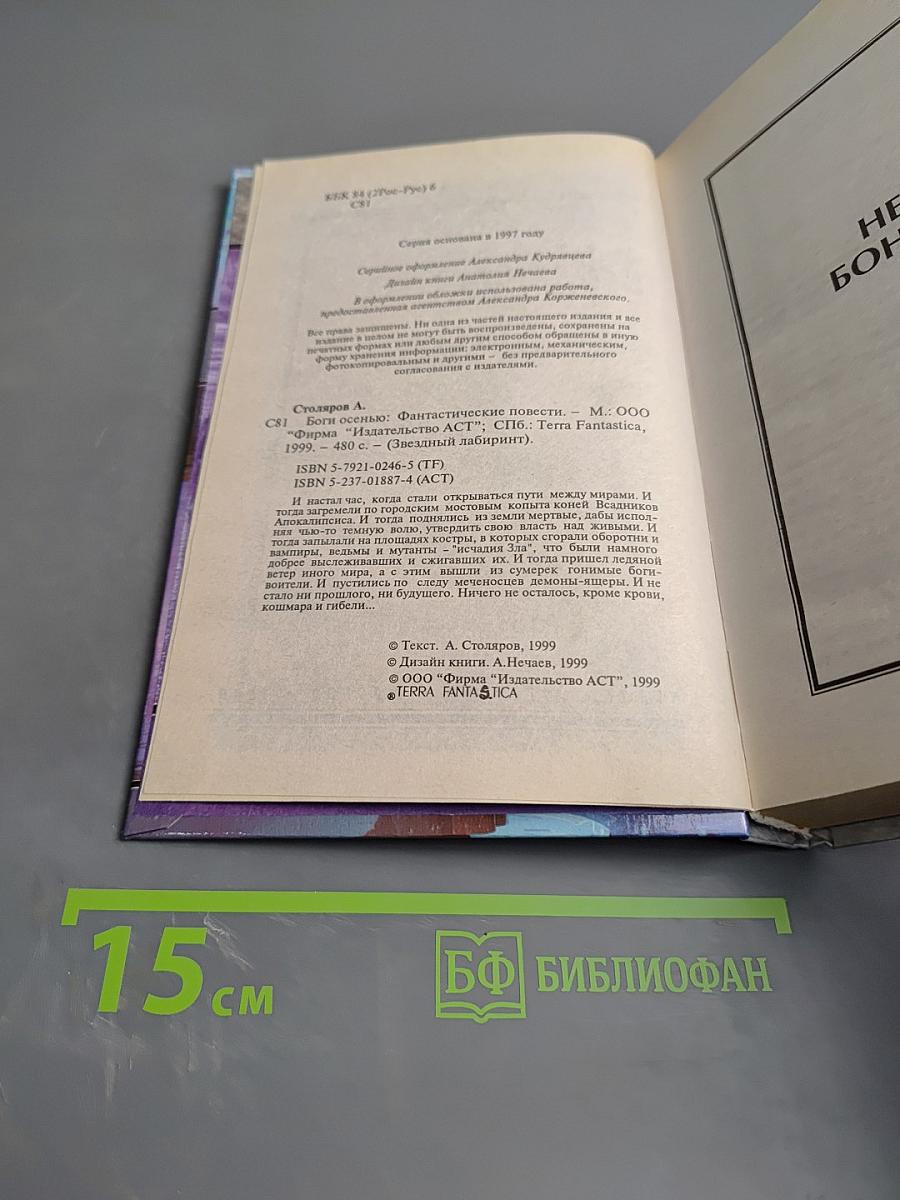 ББК 84 (2Рос-Рус) 6
С81
Серия основана в 1997 году
Серийное оформление Александра Кудрявцева
Дизайн книги Анатолия Нечаева
В оформлении обложки использована работа,
предоставленная агентством Александра Корженевского.
Все права защищены. Ни одна из частей настоящего издания и все
издание в целом не могут быть воспроизведены, сохранены на
печатных формах или любым другим способом обращены в иную
форму хранения информации: электронным, механическим,
фотокопировальным и другими – без предварительного
согласования с издателями.
Столяров А.
С81 Боги осенью: Фантастические повести. – М.: ООО
"Фирма "Издательство АСТ"; СПб.: Terra Fantastica,
1999. – 480 с. – (Звездный лабиринт).
ISBN 5-7921-0246-5 (TF)
ISBN 5-237-01887-4 (АСТ)
И настал час, когда стали открываться пути между мирами. И
тогда загремели по городским мостовым копыта коней Всадников
Апокалипсиса. И тогда поднялись из земли мертвые, дабы испол-
няя чью-то темную волю, утвердить свою власть над живыми. И
тогда запылали на площадях костры, в которых сгорали оборотни и
вампиры, ведьмы и мутанты – "исчадия Зла", что были намного
добрее выслеживавших и сжигавших их. И тогда пришел ледяной
ветер иного мира, а с этим вышли из сумерек гонимые боги-
воители. И пустились по следу меченосцев демоны-ящеры. И не
стало ни прошлого, ни будущего. Ничего не осталось, кроме крови,
кошмара и гибели...
© Текст. А. Столяров, 1999
© Дизайн книги. А.Нечаев, 1999
© ООО "Фирма "Издательство АСТ", 1999
® TERRA FANTASTICA
НЕ
БОН
15 см
БФ БИБЛИОФАН